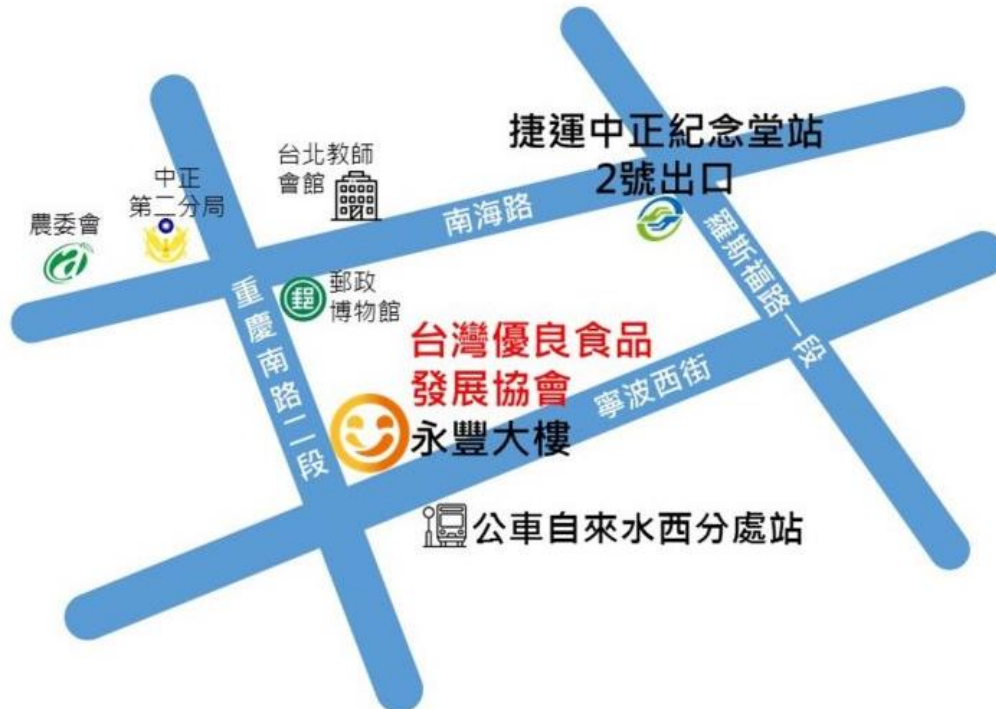 捷運中正紀念堂站
2號出口
台北教師
會館
中正
第二分局
農委會
南海路
羅斯福路一段
重慶南路二段
郵
郵政
博物館
台灣優良食品
發展協會
永豐大樓
寧波西街
公車自來水西分處站